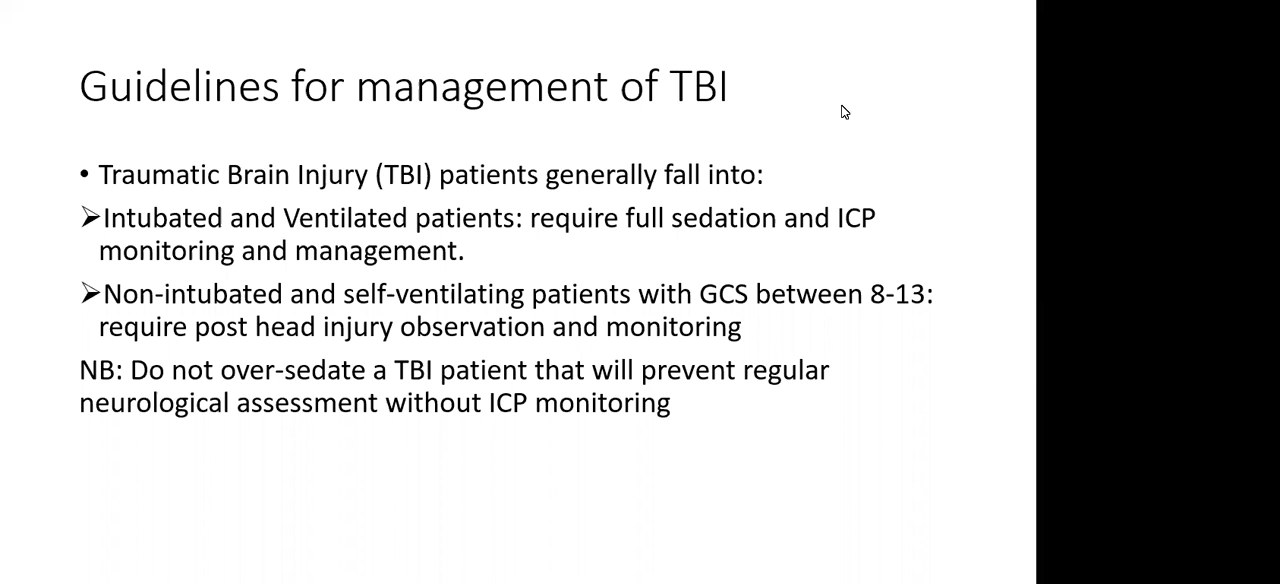 Guidelines for management of TBI
• Traumatic Brain Injury (TBI) patients generally fall into:
➢Intubated and Ventilated patients: require full sedation and ICP
monitoring and management.
➢Non-intubated and self-ventilating patients with GCS between 8-13:
require post head injury observation and monitoring
NB: Do not over-sedate a TBI patient that will prevent regular
neurological assessment without ICP monitoring